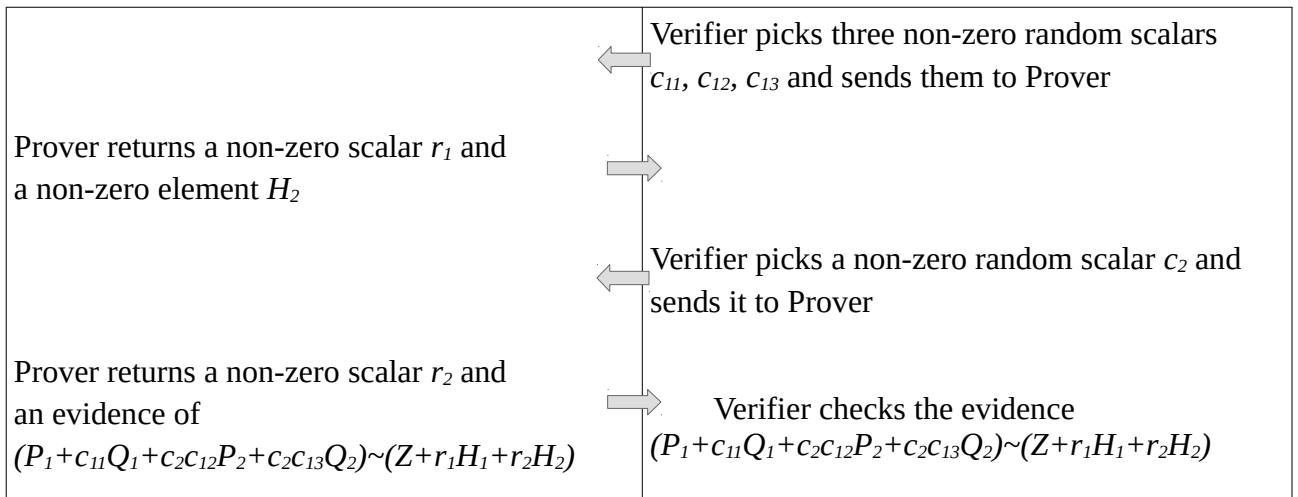 Verifier picks three non-zero random scalars
c₁₁, c₁₂, c₁₃ and sends them to Prover
Prover returns a non-zero scalar r₁ and
a non-zero element H₂
Verifier picks a non-zero random scalar c₂ and
sends it to Prover
Prover returns a non-zero scalar r₂ and
an evidence of
(P₁+c₁₁Q₁+c₂c₁₂P₂+c₂c₁₃Q₂)~(Z+r₁H₁+r₂H₂)
Verifier checks the evidence
(P₁+c₁₁Q₁+c₂c₁₂P₂+c₂c₁₃Q₂)~(Z+r₁H₁+r₂H₂)